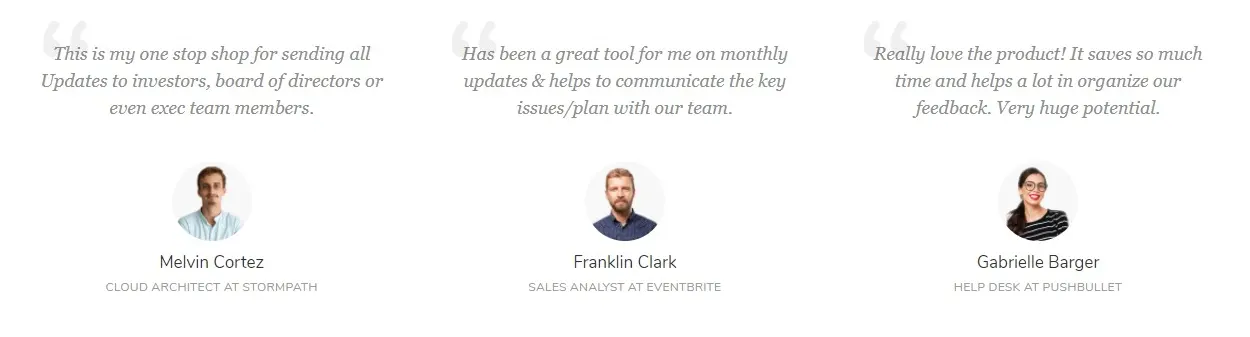 This is my one stop shop for sending all
Updates to investors, board of directors or
even exec team members.
Melvin Cortez
CLOUD ARCHITECT AT STORMPATH
Has been a great tool for me on monthly
updates & helps to communicate the key
issues/plan with our team.
Franklin Clark
SALES ANALYST AT EVENTBRITE
Really love the product! It saves so much
time and helps a lot in organize our
feedback. Very huge potential.
Gabrielle Barger
HELP DESK AT PUSHBULLET